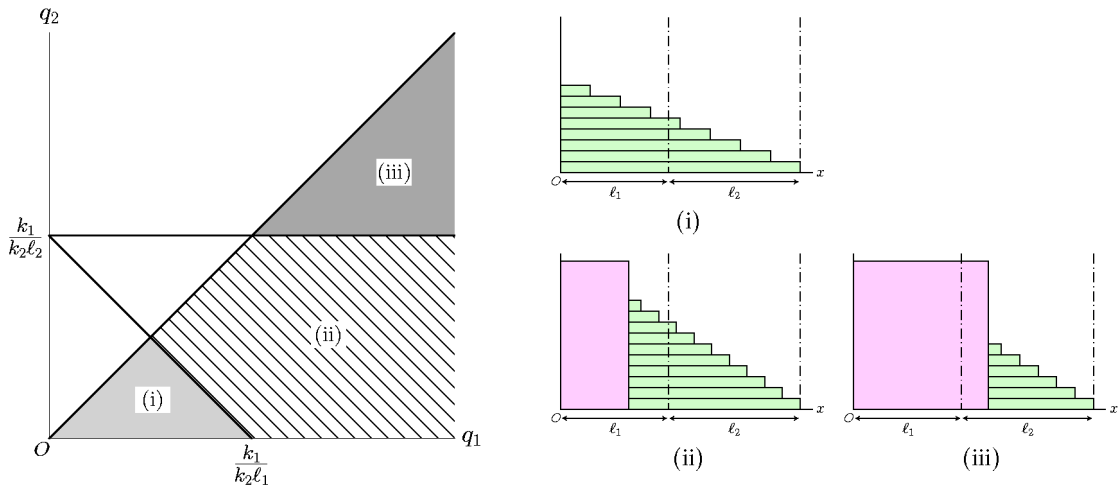 q₂
k₁/(k₂ℓ₂)
(iii)
(ii)
(i)
O
k₁/(k₂ℓ₁)
q₁
O
ℓ₁
ℓ₂
x
(i)
O
ℓ₁
ℓ₂
x
(ii)
O
ℓ₁
ℓ₂
x
(iii)